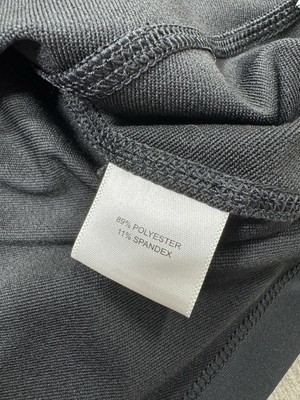 89% POLYESTER
11% SPANDEX